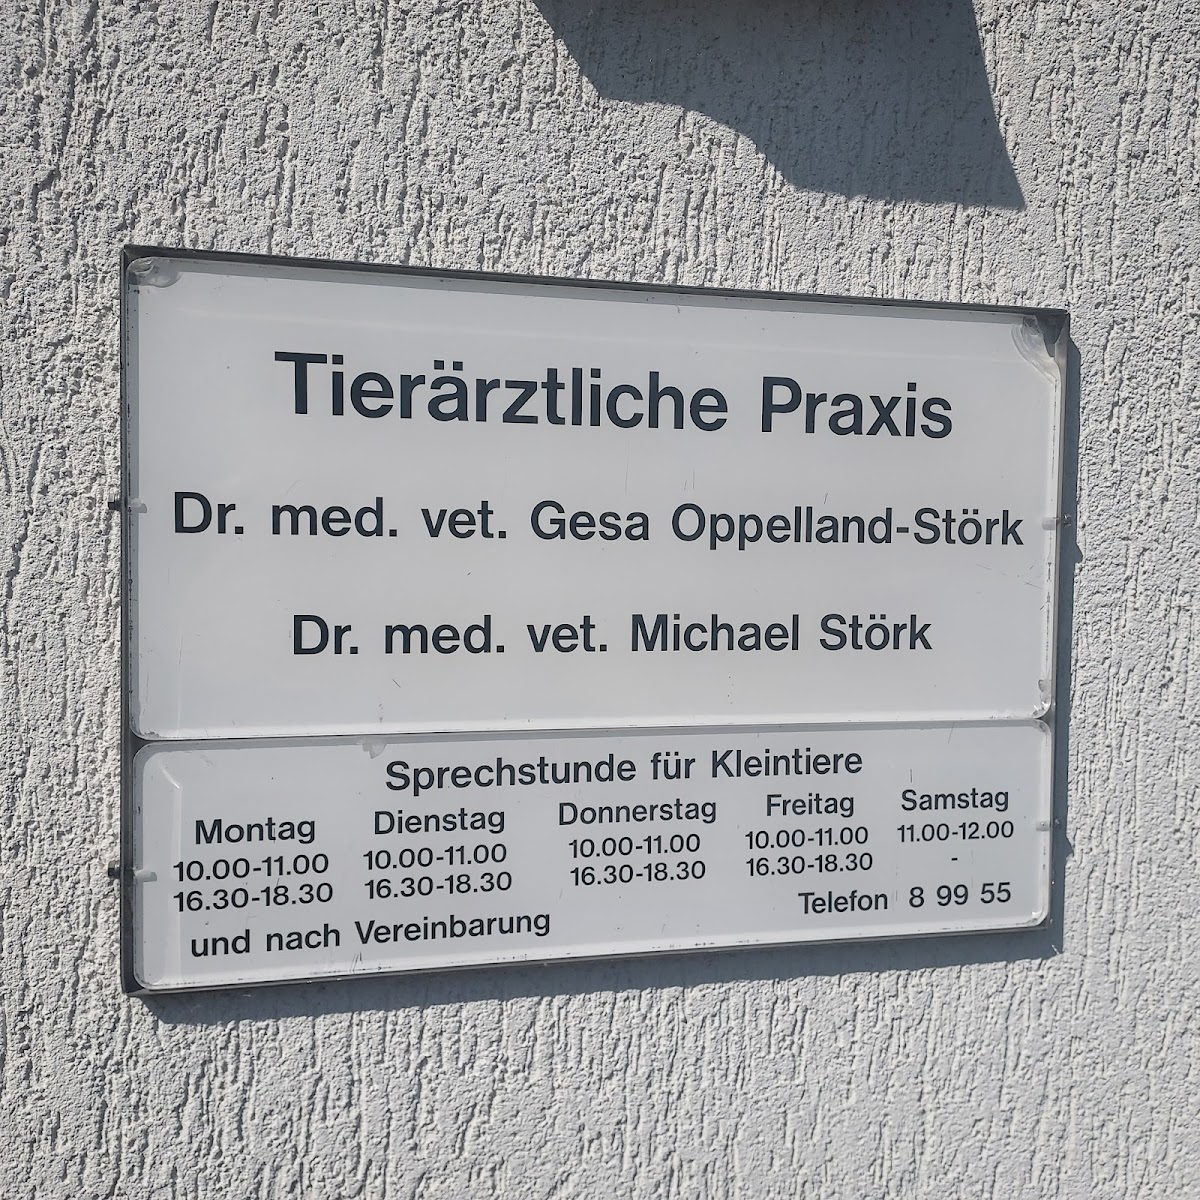 Tierärztliche Praxis
Dr. med. vet. Gesa Oppelland-Störk
Dr. med. vet. Michael Störk
Sprechstunde für Kleintiere
Montag Dienstag Donnerstag Freitag Samstag
10.00-11.00 10.00-11.00 10.00-11.00 10.00-11.00 11.00-12.00
16.30-18.30 16.30-18.30 16.30-18.30 16.30-18.30 -
und nach Vereinbarung Telefon 8 99 55